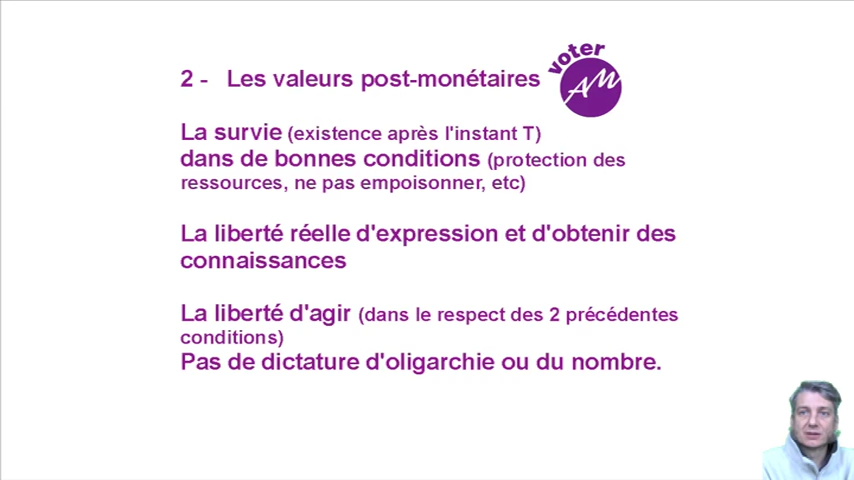 voter
AM
2 - Les valeurs post-monétaires
La survie (existence après l'instant T)
dans de bonnes conditions (protection des
ressources, ne pas empoisonner, etc)
La liberté réelle d'expression et d'obtenir des
connaissances
La liberté d'agir (dans le respect des 2 précédentes
conditions)
Pas de dictature d'oligarchie ou du nombre.